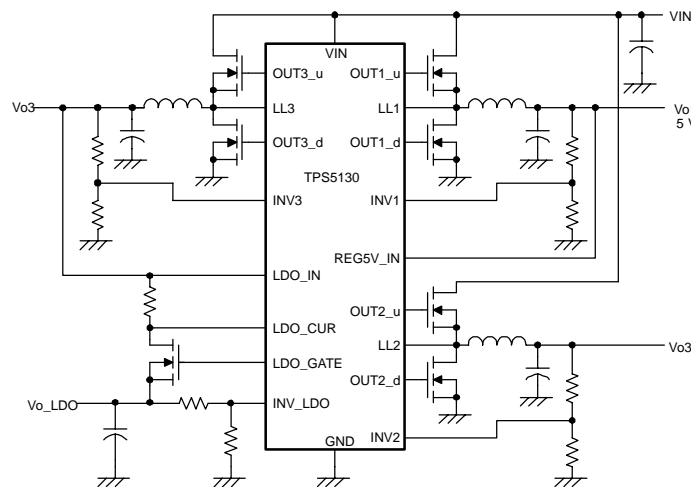 VIN
VIN
OUT3_u
OUT1_u
Vo3
LL3
LL1
Vo
5 V
OUT3_d
OUT1_d
TPS5130
INV3
INV1
REG5V_IN
LDO_IN
OUT2_u
LDO_CUR
LL2
Vo3
LDO_GATE
OUT2_d
Vo_LDO
INV_LDO
INV2
GND